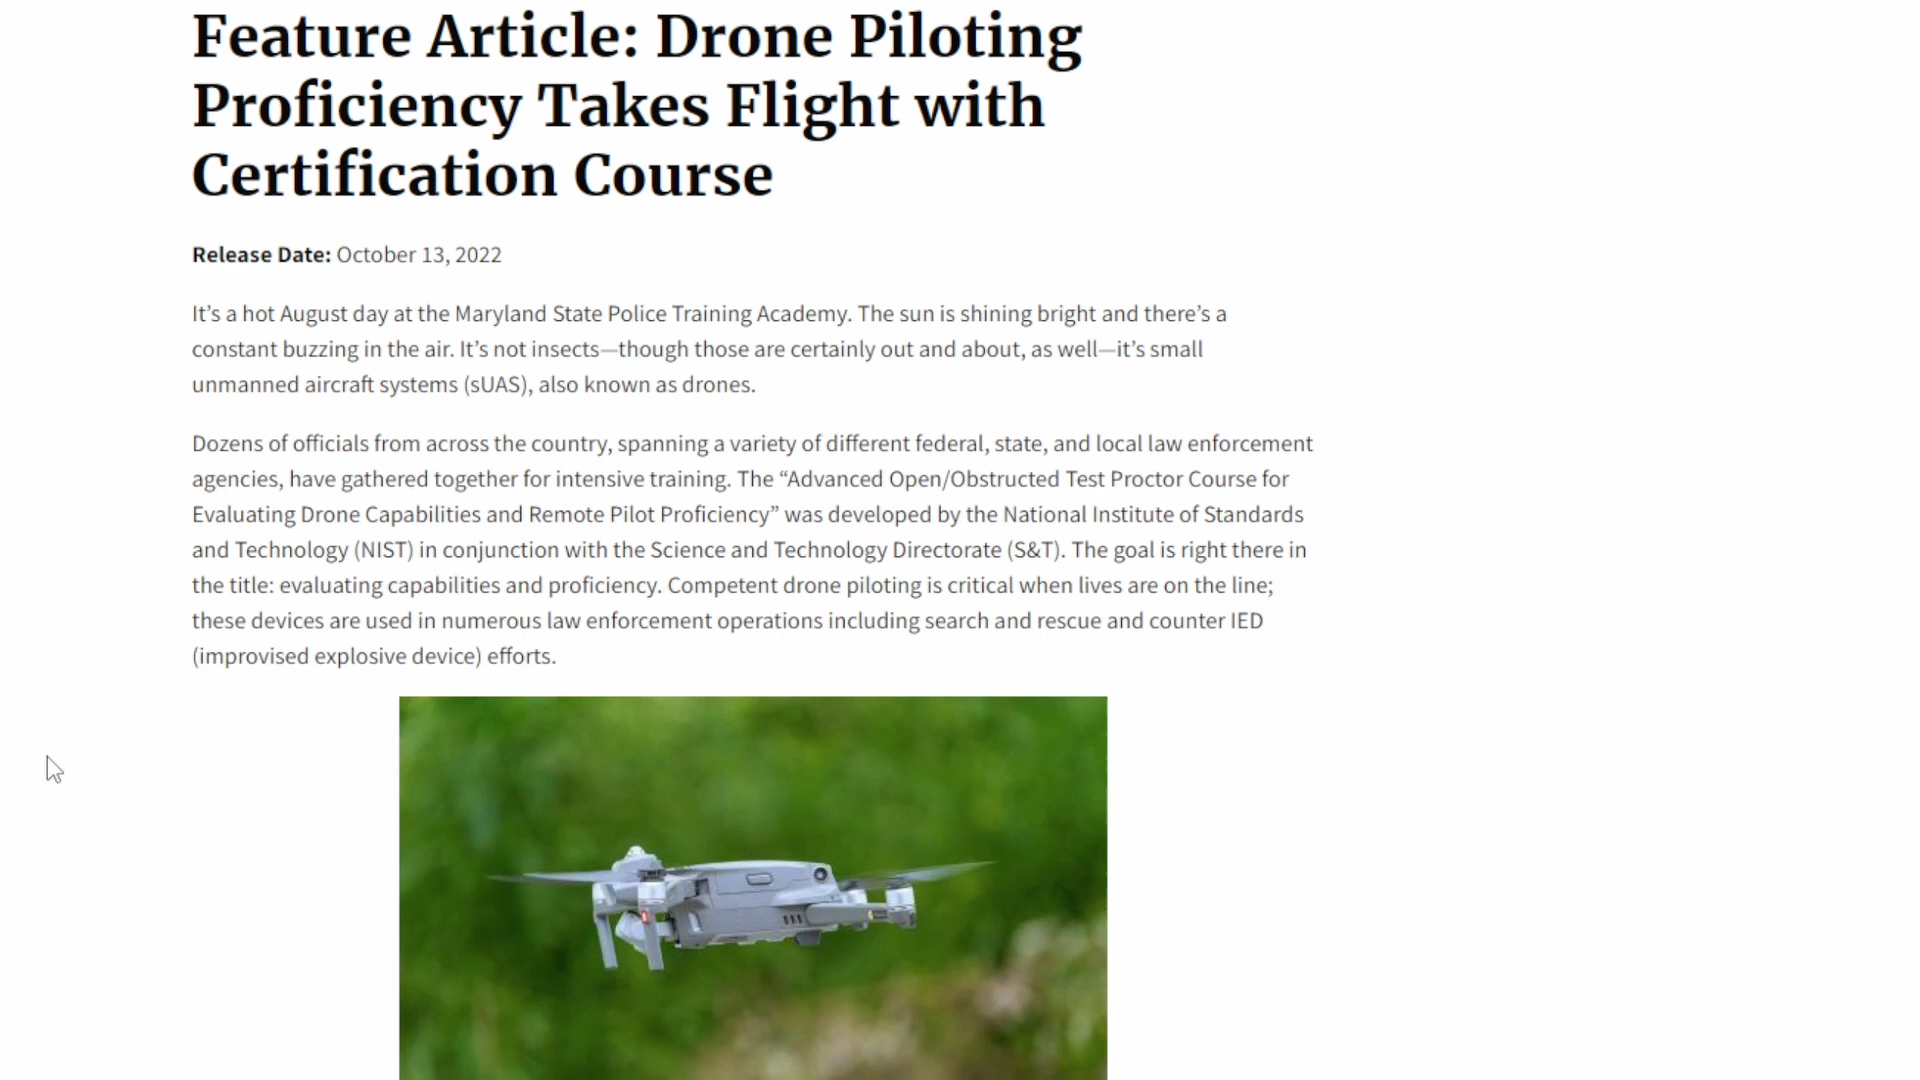 Feature Article: Drone Piloting
Proficiency Takes Flight with
Certification Course
Release Date: October 13, 2022
It’s a hot August day at the Maryland State Police Training Academy. The sun is shining bright and there’s a
constant buzzing in the air. It’s not insects—though those are certainly out and about, as well—it’s small
unmanned aircraft systems (sUAS), also known as drones.
Dozens of officials from across the country, spanning a variety of different federal, state, and local law enforcement
agencies, have gathered together for intensive training. The “Advanced Open/Obstructed Test Proctor Course for
Evaluating Drone Capabilities and Remote Pilot Proficiency” was developed by the National Institute of Standards
and Technology (NIST) in conjunction with the Science and Technology Directorate (S&T). The goal is right there in
the title: evaluating capabilities and proficiency. Competent drone piloting is critical when lives are on the line;
these devices are used in numerous law enforcement operations including search and rescue and counter IED
(improvised explosive device) efforts.